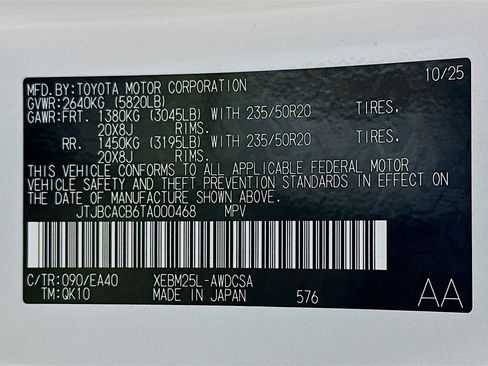 MFD.BY:TOYOTA MOTOR CORPORATION 10/25
GVWR:2640KG (5820LB)
GAWR:FRT. 1380KG (3045LB) WITH 235/50R20 TIRES,
20X8J RIMS.
RR. 1450KG (3195LB) WITH 235/50R20 TIRES,
20X8J RIMS.
THIS VEHICLE CONFORMS TO ALL APPLICABLE FEDERAL MOTOR
VEHICLE SAFETY AND THEFT PREVENTION STANDARDS IN EFFECT ON
THE DATE OF MANUFACTURE SHOWN ABOVE.
JTJBCACB6TA000468 MPV
C/TR:090/EA40 XEBM25L-AWDCSA
TM:QK10 MADE IN JAPAN 576 AA